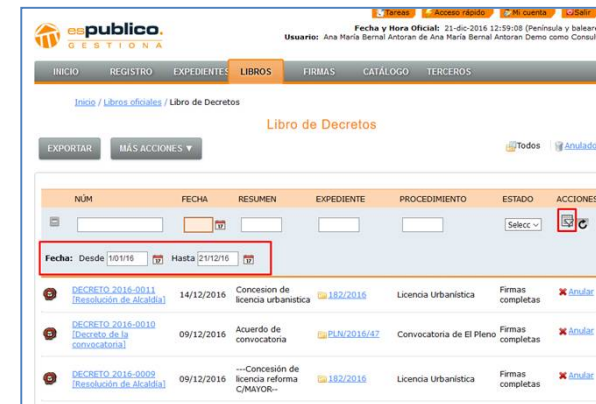 Tareas Acceso rápido Mi cuenta Salir
espublico.
GESTIONA
Fecha y Hora Oficial: 21-dic-2016 12:59:08 (Península y balear
Usuario: Ana María Bernal Antoran de Ana María Bernal Antoran Demo como Consul
INICIO REGISTRO EXPEDIENTES LIBROS FIRMAS CATÁLOGO TERCEROS
Inicio / Libros oficiales / Libro de Decretos
Libro de Decretos
EXPORTAR MÁS ACCIONES ▼ Todos Anulado
NÚM FECHA RESUMEN EXPEDIENTE PROCEDIMIENTO ESTADO ACCIONES
Selecc
Fecha: Desde 1/01/16 Hasta 21/12/16
DECRETO 2016-0011 [Resolución de Alcaldía] 14/12/2016 Concesion de licencia urbanistica 182/2016 Licencia Urbanística Firmas completas Anular
DECRETO 2016-0010 [Decreto de la convocatoria] 09/12/2016 Acuerdo de convocatoria PLN/2016/47 Convocatoria de El Pleno Firmas completas Anular
DECRETO 2016-0009 [Resolución de Alcaldía] 09/12/2016 ---Concesión de licencia reforma C/MAYOR-- 182/2016 Licencia Urbanística Firmas completas Anular